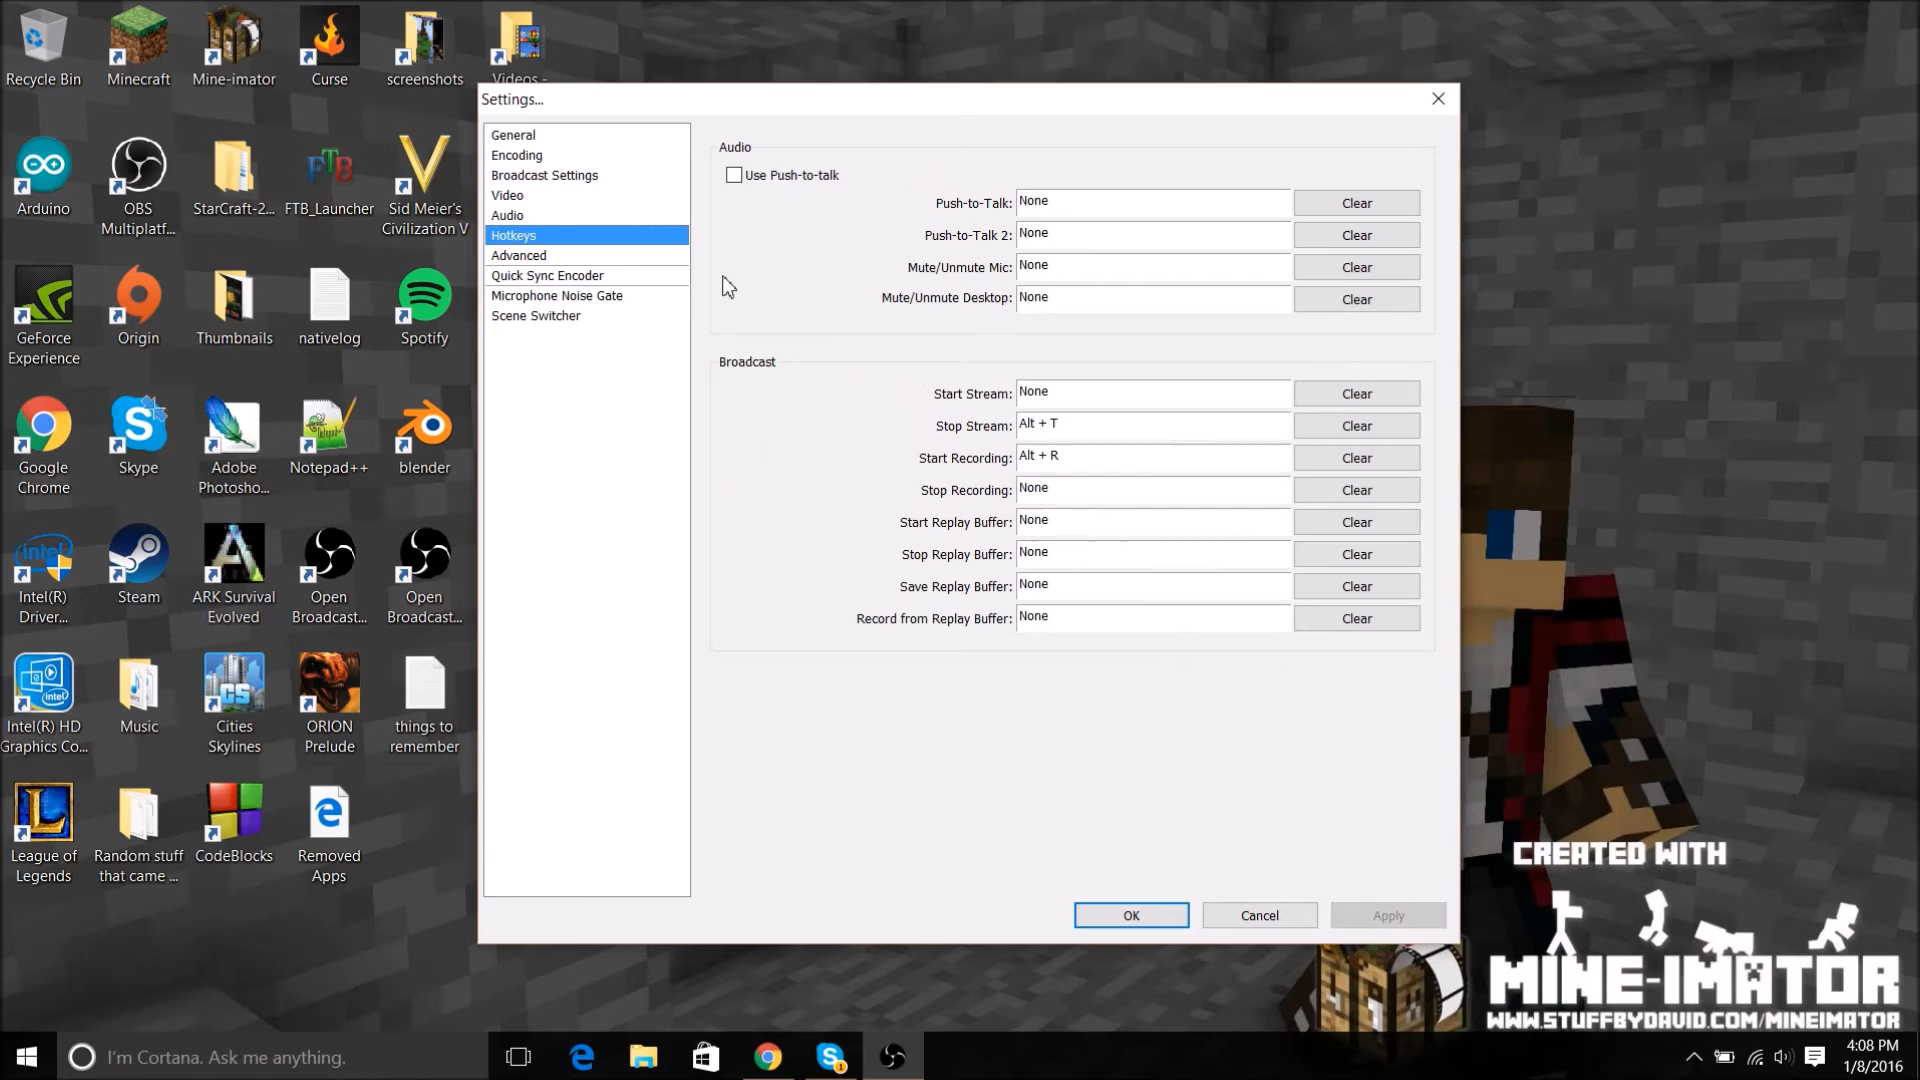 Recycle Bin
Minecraft
Mine-imator
Curse
screenshots
Videos -
Arduino
OBS
Multiplatf...
StarCraft-2...
FTB
FTB_Launcher
Sid Meier's
Civilization V
GeForce
Experience
Origin
Thumbnails
nativelog
Spotify
Google
Chrome
Skype
Adobe
Photosho...
Notepad++
blender
intel
Intel(R)
Driver...
Steam
ARK Survival
Evolved
Open
Broadcast...
Open
Broadcast...
intel
Intel(R) HD
Graphics Co...
Music
CS
Cities
Skylines
ORION
Prelude
things to
remember
League of
Legends
Random stuff
that came ...
CodeBlocks
Removed
Apps
Settings...
General
Encoding
Broadcast Settings
Video
Audio
Hotkeys
Advanced
Quick Sync Encoder
Microphone Noise Gate
Scene Switcher
Audio
Use Push-to-talk
Push-to-Talk: None Clear
Push-to-Talk 2: None Clear
Mute/Unmute Mic: None Clear
Mute/Unmute Desktop: None Clear
Broadcast
Start Stream: None Clear
Stop Stream: Alt + T Clear
Start Recording: Alt + R Clear
Stop Recording: None Clear
Start Replay Buffer: None Clear
Stop Replay Buffer: None Clear
Save Replay Buffer: None Clear
Record from Replay Buffer: None Clear
OK Cancel Apply
CREATED WITH
MINE-IMATOR
WWW.STUFFBYDAVID.COM/MINEIMATOR
I'm Cortana. Ask me anything.
1
4:08 PM
1/8/2016